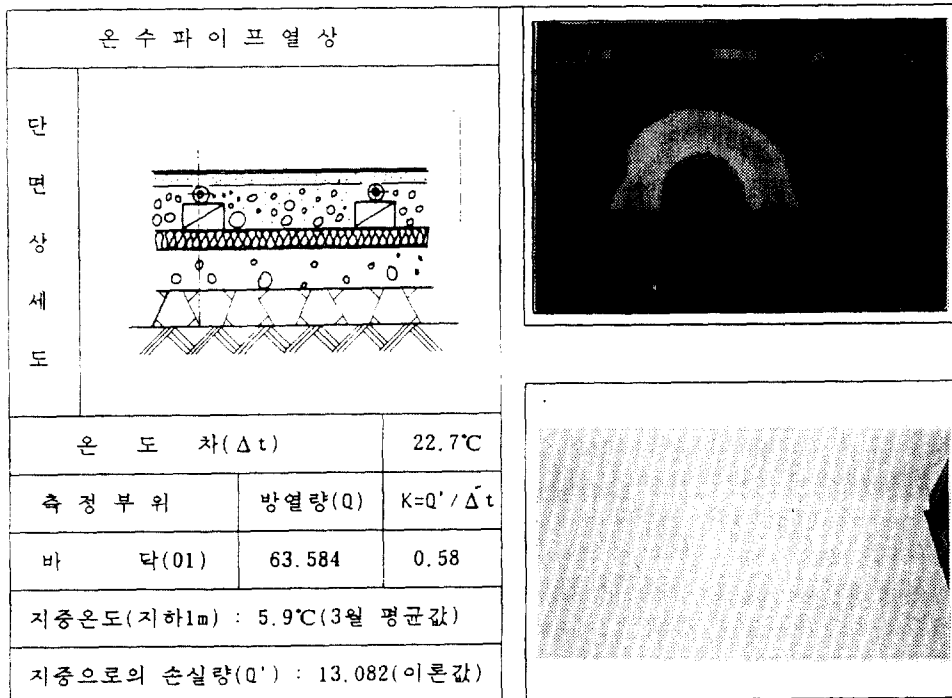 온 수 파 이 프 열 상
단
면
상
세
도
온 도 차(Δt) 22.7℃
측 정 부 위 방열량(Q) K=Q'/Δt
바 닥(01) 63.584 0.58
지중온도(지하1m) : 5.9℃(3월 평균값)
지중으로의 손실량(Q') : 13.082(이론값)